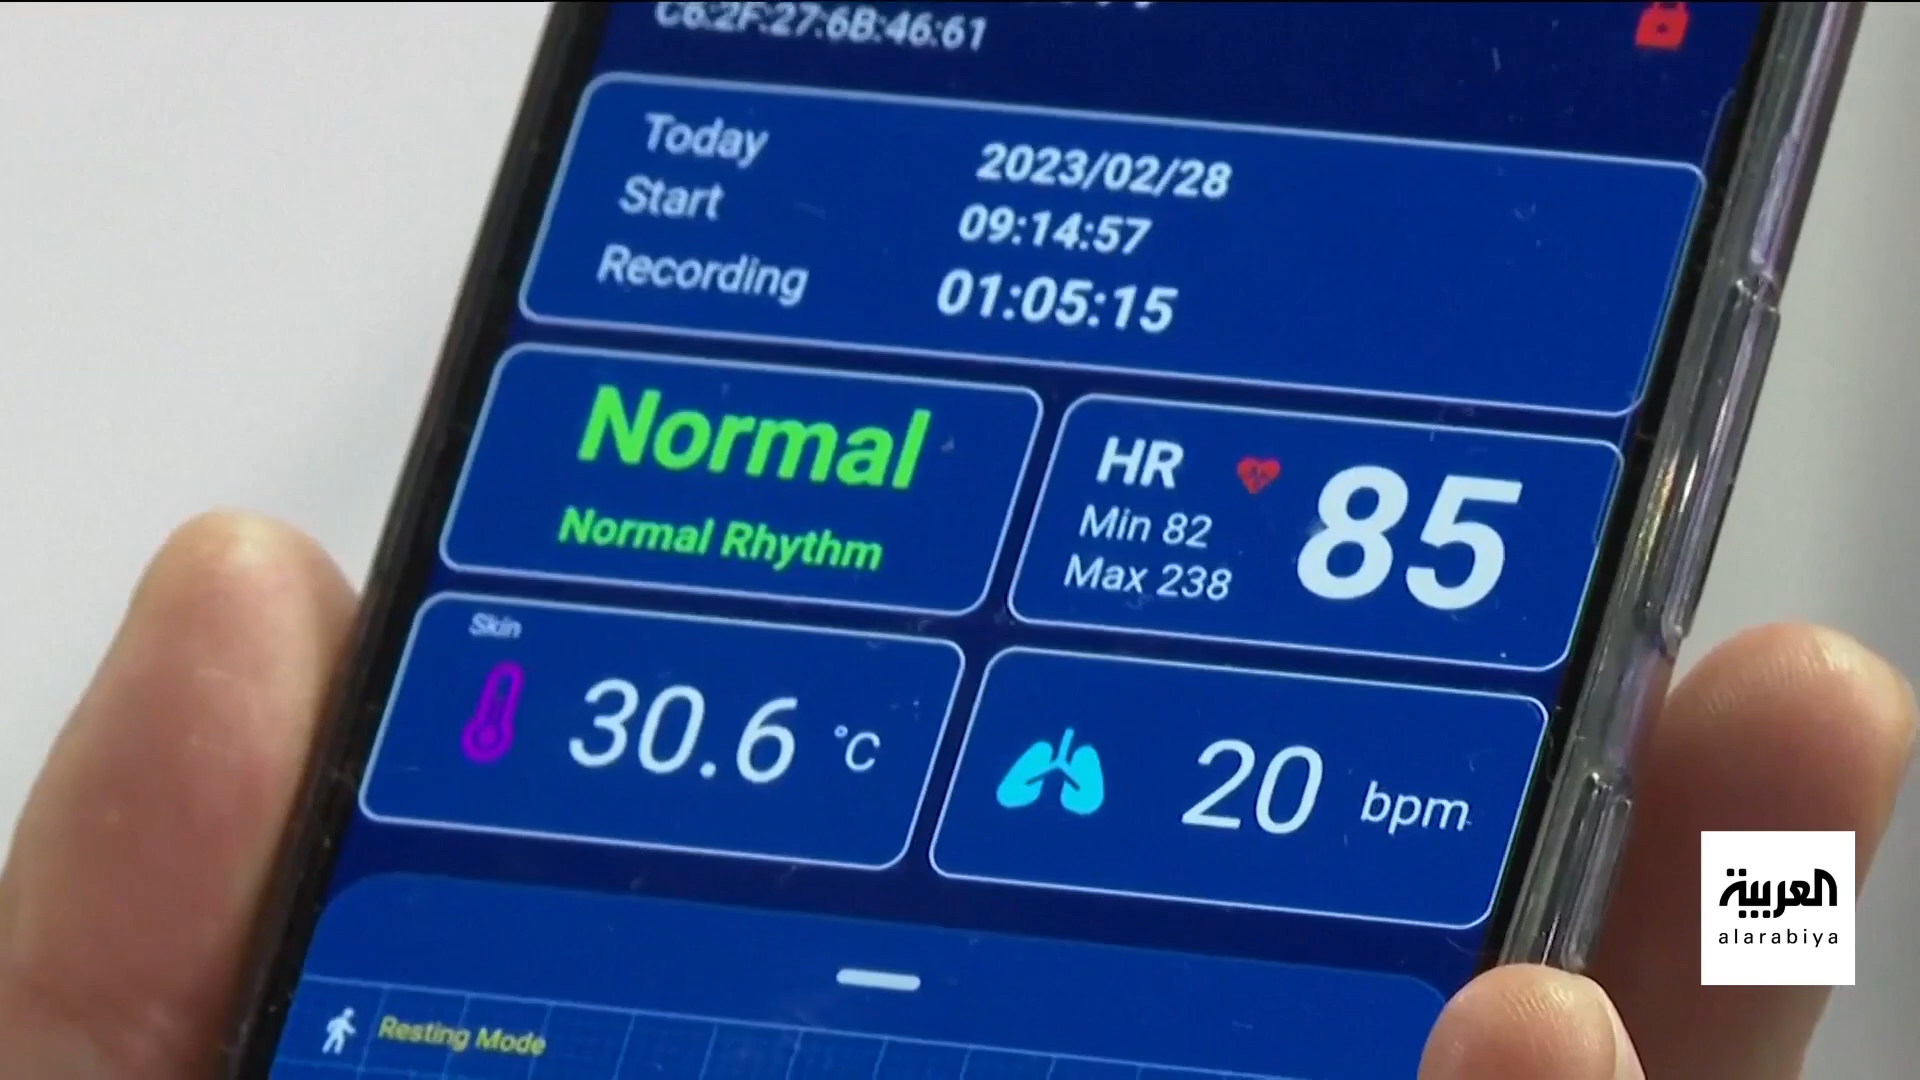 C6:2F:27:6B:46:61
Today 2023/02/28
Start 09:14:57
Recording 01:05:15
Normal
Normal Rhythm
HR 85
Min 82
Max 238
Skin
30.6 °C
20 bpm
Resting Mode
العربية
alarabiya